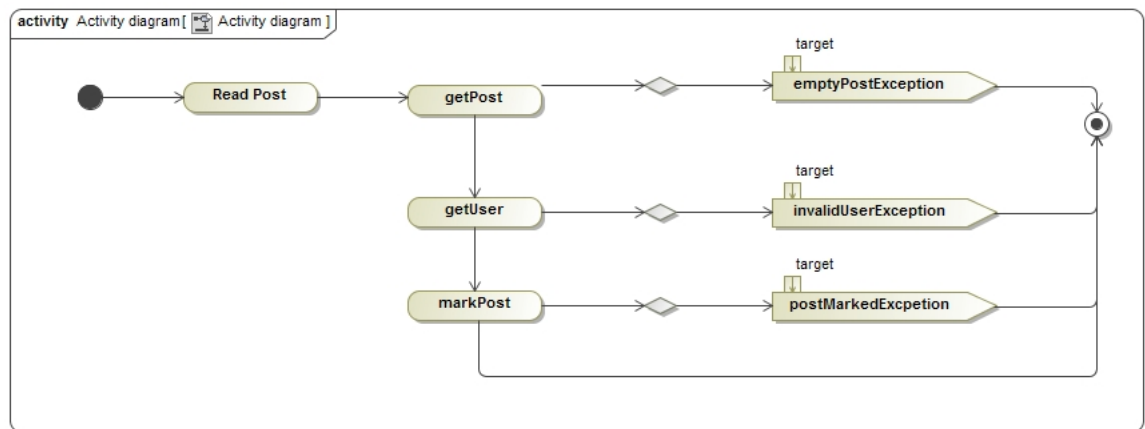 activity Activity diagram [ Activity diagram ]
target
Read Post
getPost
emptyPostException
target
getUser
invalidUserException
target
markPost
postMarkedExcpetion